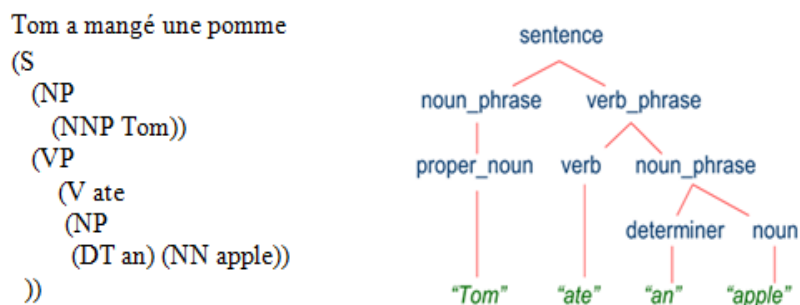 Tom a mangé une pomme
(S
(NP
(NNP Tom))
(VP
(V ate
(NP
(DT an) (NN apple))
))
sentence
noun_phrase verb_phrase
proper_noun verb noun_phrase
determiner noun
“Tom” “ate” “an” “apple”